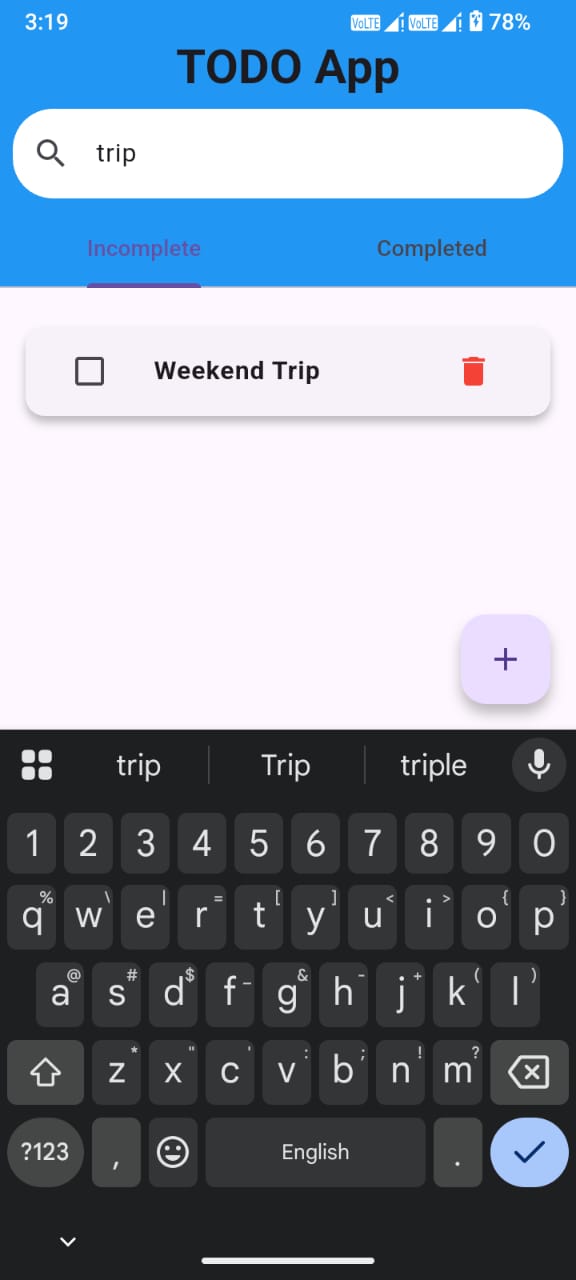 3:19 VoLTE VoLTE 78%
TODO App
trip
Incomplete Completed
Weekend Trip
+
trip Trip triple
1 2 3 4 5 6 7 8 9 0
q% w\ e| r= t[ y] u< i> o{ p}
a@ s# d$ f- g& h- j+ k( l)
z* x" c' v: b; n! m?
?123 , English .